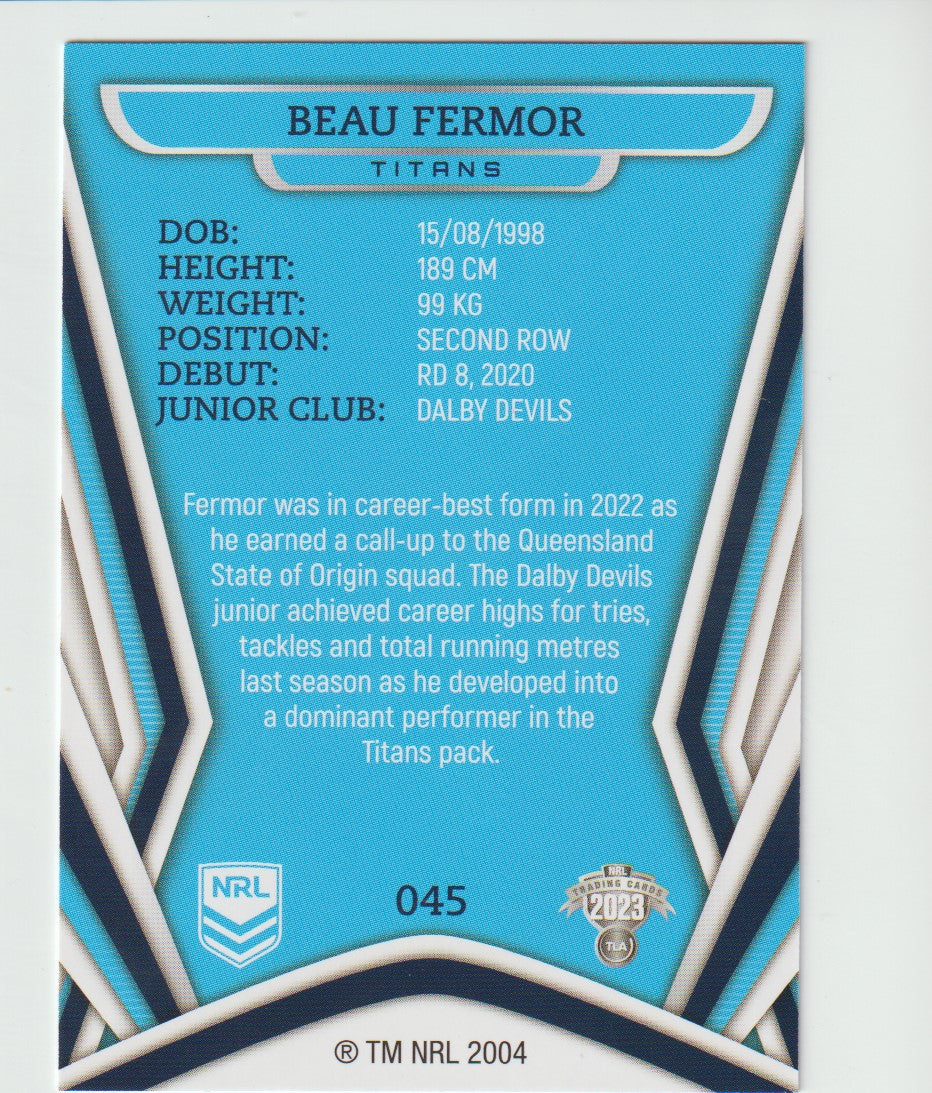 BEAU FERMOR
TITANS
DOB: 15/08/1998
HEIGHT: 189 CM
WEIGHT: 99 KG
POSITION: SECOND ROW
DEBUT: RD 8, 2020
JUNIOR CLUB: DALBY DEVILS
Fermor was in career-best form in 2022 as
he earned a call-up to the Queensland
State of Origin squad. The Dalby Devils
junior achieved career highs for tries,
tackles and total running metres
last season as he developed into
a dominant performer in the
Titans pack.
NRL
045
NRL
TRADING CARDS
2023
TLA
® TM NRL 2004